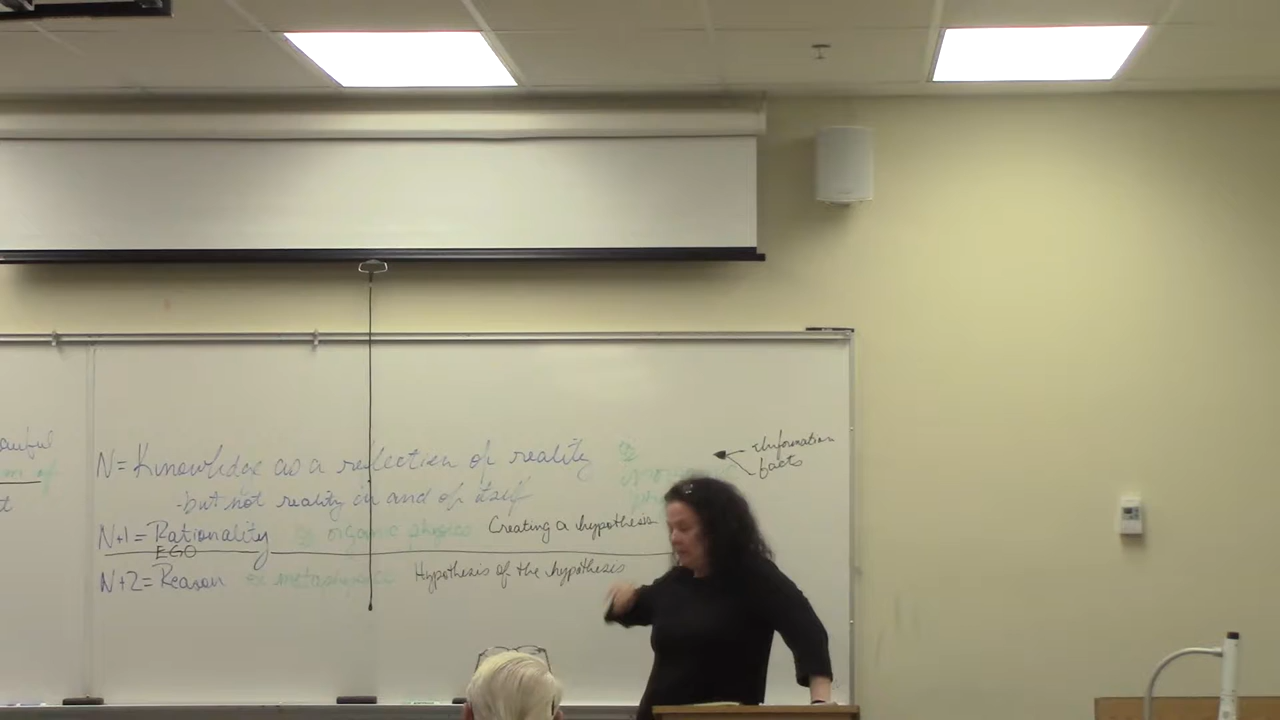 N = Knowledge as a reflection of reality
- but not reality in and of itself
N+1 = Rationality organic physics Creating a hypothesis
EGO
N+2 = Reason Hypothesis of the hypothesis
Information
facts